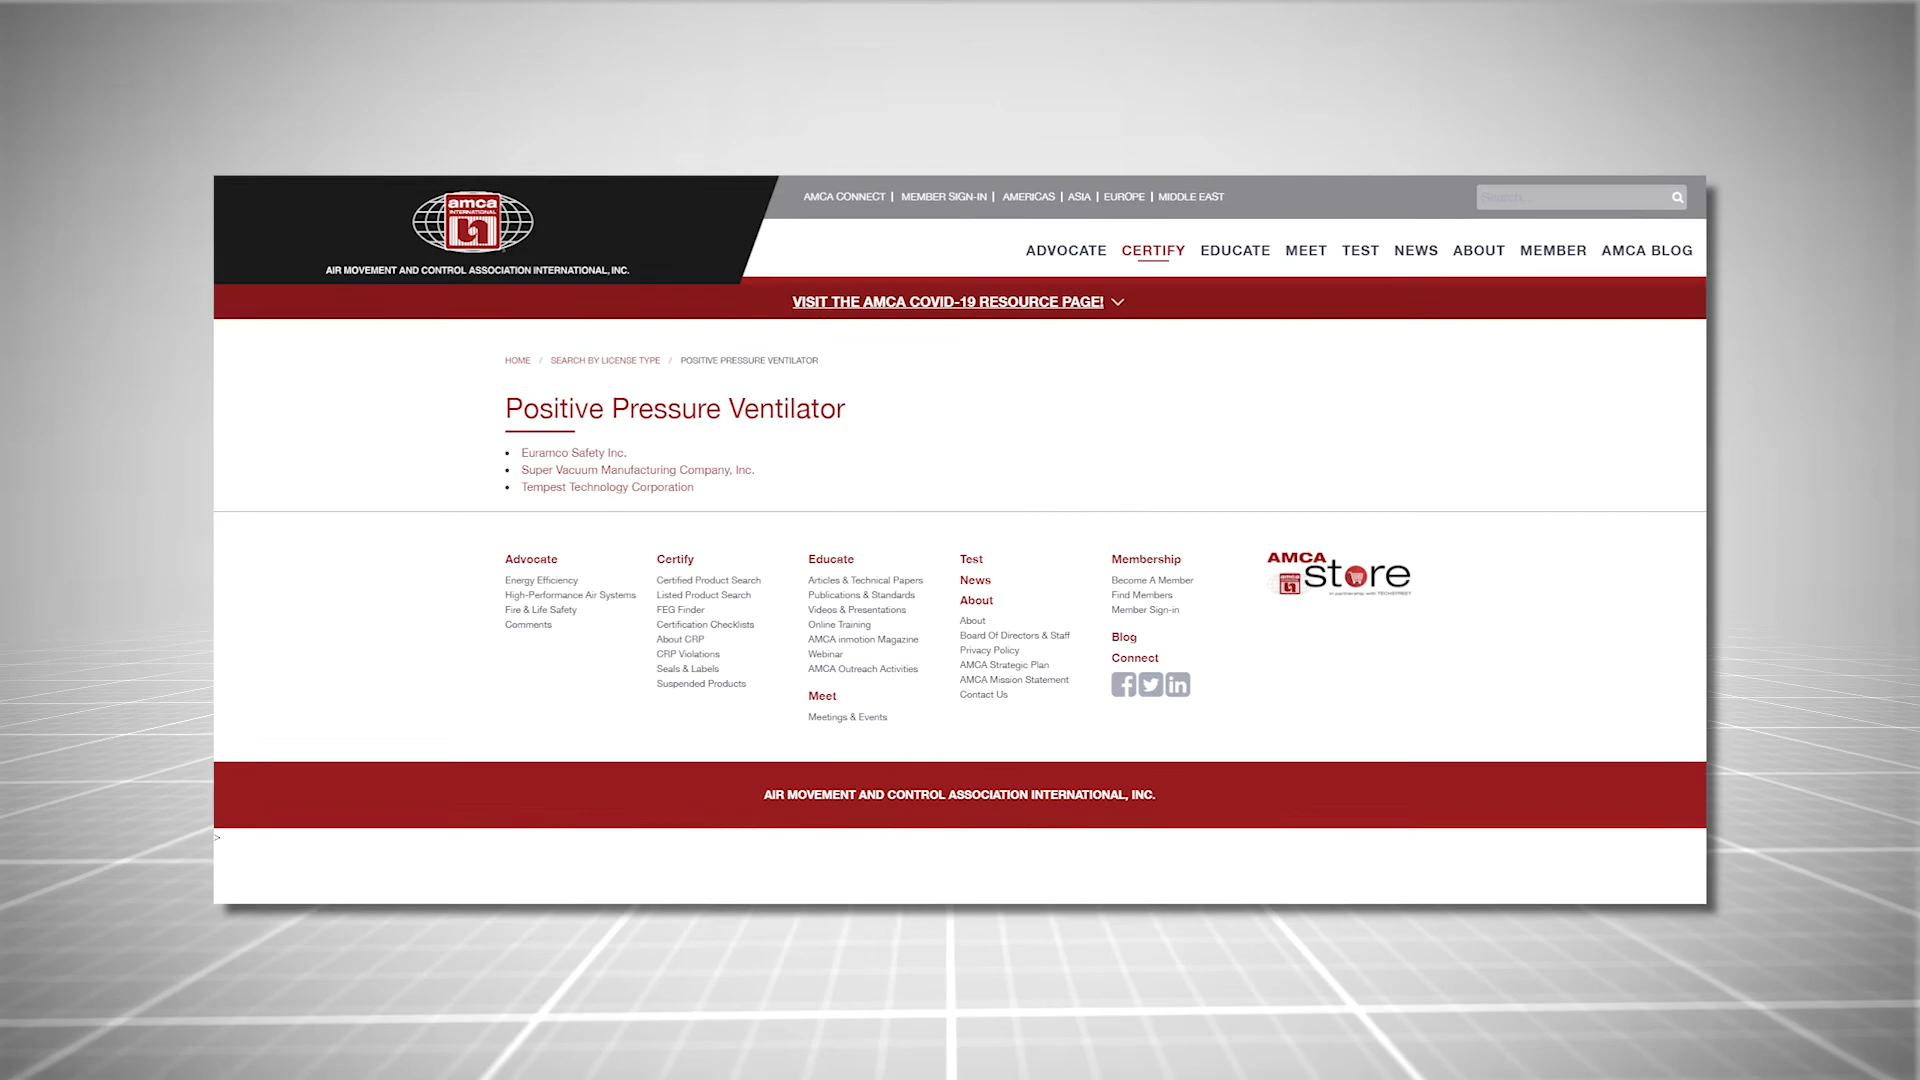 amca
INTERNATIONAL
AIR MOVEMENT AND CONTROL ASSOCIATION INTERNATIONAL, INC.
AMCA CONNECT | MEMBER SIGN-IN | AMERICAS | ASIA | EUROPE | MIDDLE EAST
Search...
ADVOCATE CERTIFY EDUCATE MEET TEST NEWS ABOUT MEMBER AMCA BLOG
VISIT THE AMCA COVID-19 RESOURCE PAGE!
HOME / SEARCH BY LICENSE TYPE / POSITIVE PRESSURE VENTILATOR
Positive Pressure Ventilator
• Euramco Safety Inc.
• Super Vacuum Manufacturing Company, Inc.
• Tempest Technology Corporation
Advocate
Energy Efficiency
High-Performance Air Systems
Fire & Life Safety
Comments
Certify
Certified Product Search
Listed Product Search
FEG Finder
Certification Checklists
About CRP
CRP Violations
Seals & Labels
Suspended Products
Educate
Articles & Technical Papers
Publications & Standards
Videos & Presentations
Online Training
AMCA inmotion Magazine
Webinar
AMCA Outreach Activities
Meet
Meetings & Events
Test
News
About
About
Board Of Directors & Staff
Privacy Policy
AMCA Strategic Plan
AMCA Mission Statement
Contact Us
Membership
Become A Member
Find Members
Member Sign-in
Blog
Connect
AMCA
store
in partnership with TECHSTREET
AIR MOVEMENT AND CONTROL ASSOCIATION INTERNATIONAL, INC.
>